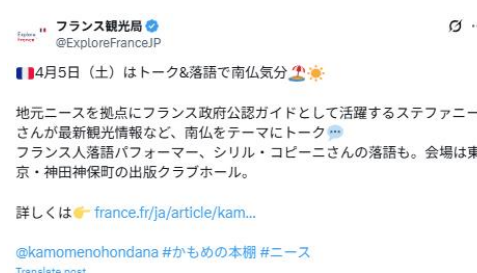 フランス観光局
@ExploreFranceJP
🇫🇷4月5日（土）はトーク&落語で南仏気分🏖️☀️
地元ニースを拠点にフランス政府公認ガイドとして活躍するステファニー
さんが最新観光情報など、南仏をテーマにトーク💬
フランス人落語パフォーマー、シリル・コピーニさんの落語も。会場は東
京・神田神保町の出版クラブホール。
詳しくは👉 france.fr/ja/article/kam...
@kamomenohondana #かもめの本棚 #ニース
Translate post